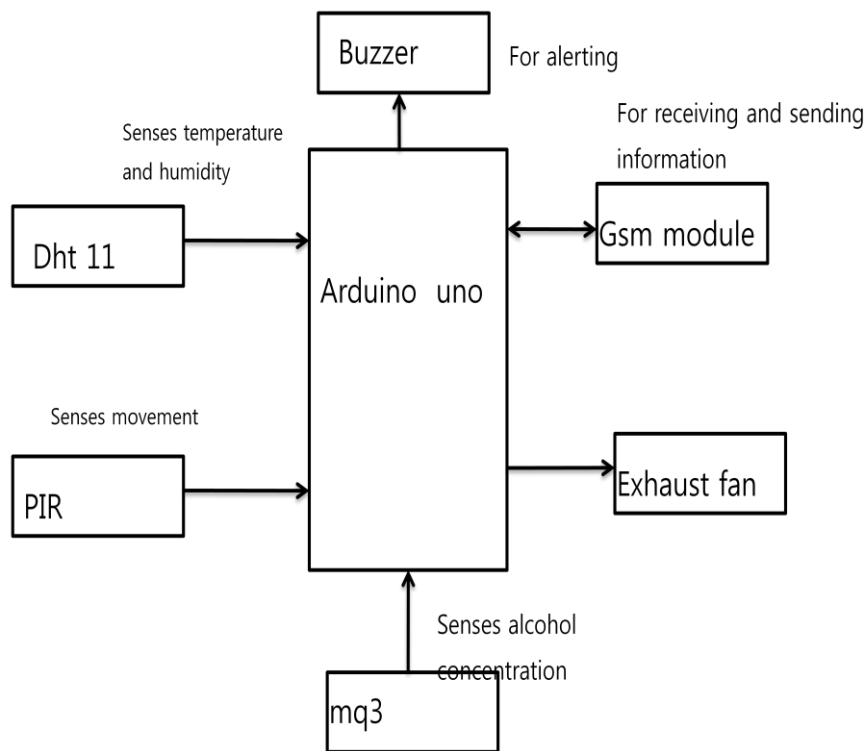 Buzzer
For alerting
Senses temperature
and humidity
For receiving and sending
information
Dht 11
Gsm module
Arduino uno
Senses movement
PIR
Exhaust fan
Senses alcohol
concentration
mq3